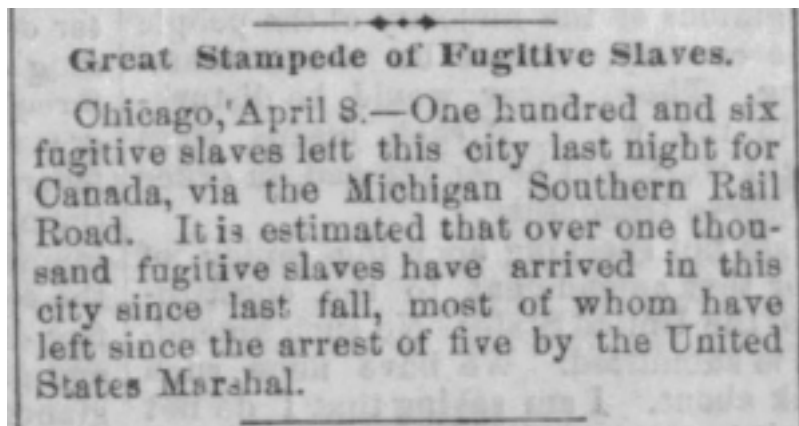 Great Stampede of Fugitive Slaves.
Chicago, April 8.—One hundred and six
fugitive slaves left this city last night for
Canada, via the Michigan Southern Rail
Road. It is estimated that over one thou-
sand fugitive slaves have arrived in this
city since last fall, most of whom have
left since the arrest of five by the United
States Marshal.